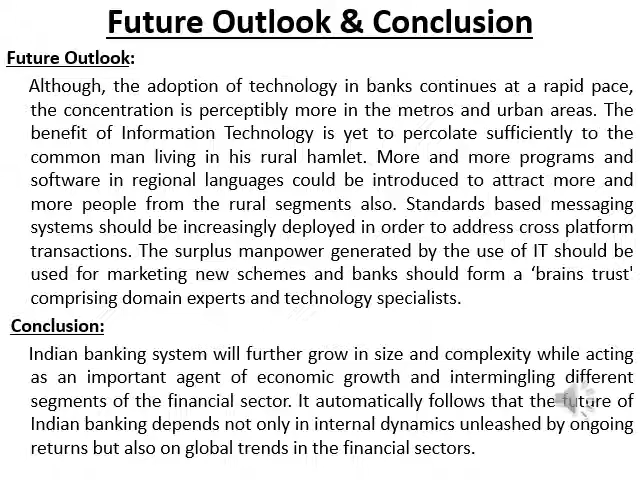 Future Outlook & Conclusion
Future Outlook:
Although, the adoption of technology in banks continues at a rapid pace,
the concentration is perceptibly more in the metros and urban areas. The
benefit of Information Technology is yet to percolate sufficiently to the
common man living in his rural hamlet. More and more programs and
software in regional languages could be introduced to attract more and
more people from the rural segments also. Standards based messaging
systems should be increasingly deployed in order to address cross platform
transactions. The surplus manpower generated by the use of IT should be
used for marketing new schemes and banks should form a ‘brains trust'
comprising domain experts and technology specialists.
Conclusion:
Indian banking system will further grow in size and complexity while acting
as an important agent of economic growth and intermingling different
segments of the financial sector. It automatically follows that the future of
Indian banking depends not only in internal dynamics unleashed by ongoing
returns but also on global trends in the financial sectors.